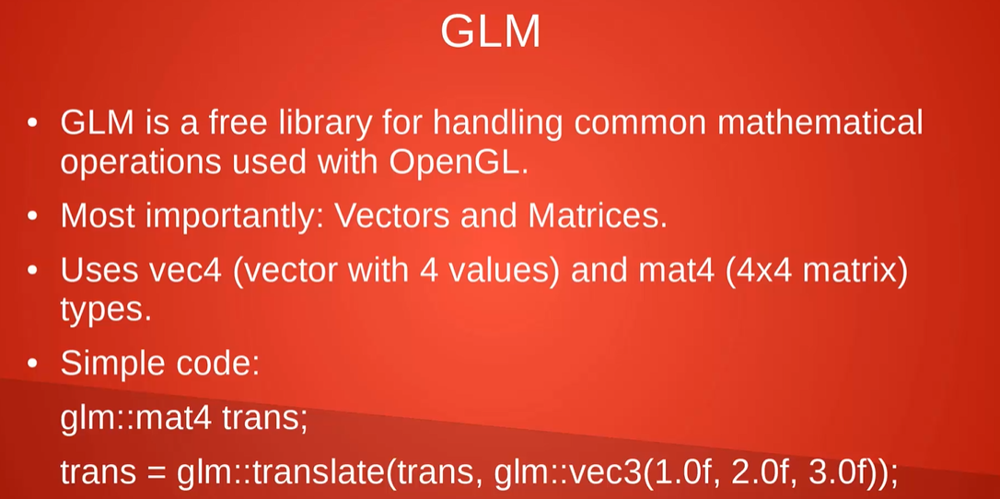 GLM
• GLM is a free library for handling common mathematical
operations used with OpenGL.
• Most importantly: Vectors and Matrices.
• Uses vec4 (vector with 4 values) and mat4 (4x4 matrix)
types.
• Simple code:
glm::mat4 trans;
trans = glm::translate(trans, glm::vec3(1.0f, 2.0f, 3.0f));